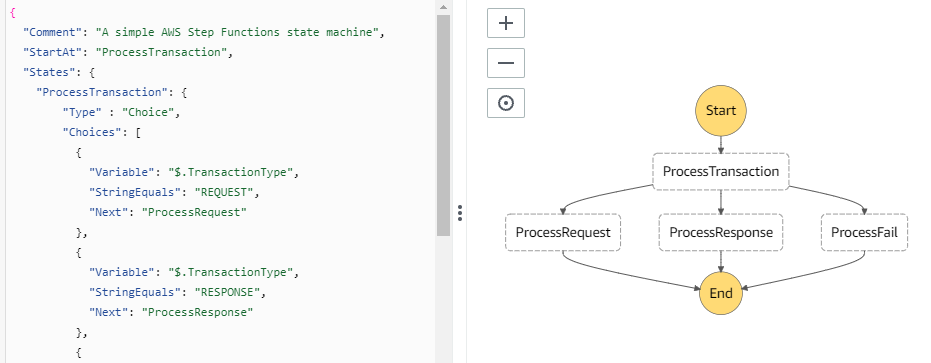 {
"Comment": "A simple AWS Step Functions state machine",
"StartAt": "ProcessTransaction",
"States": {
"ProcessTransaction": {
"Type" : "Choice",
"Choices": [
{
"Variable": "$.TransactionType",
"StringEquals": "REQUEST",
"Next": "ProcessRequest"
},
{
"Variable": "$.TransactionType",
"StringEquals": "RESPONSE",
"Next": "ProcessResponse"
},
{
Start
ProcessTransaction
ProcessRequest
ProcessResponse
ProcessFail
End